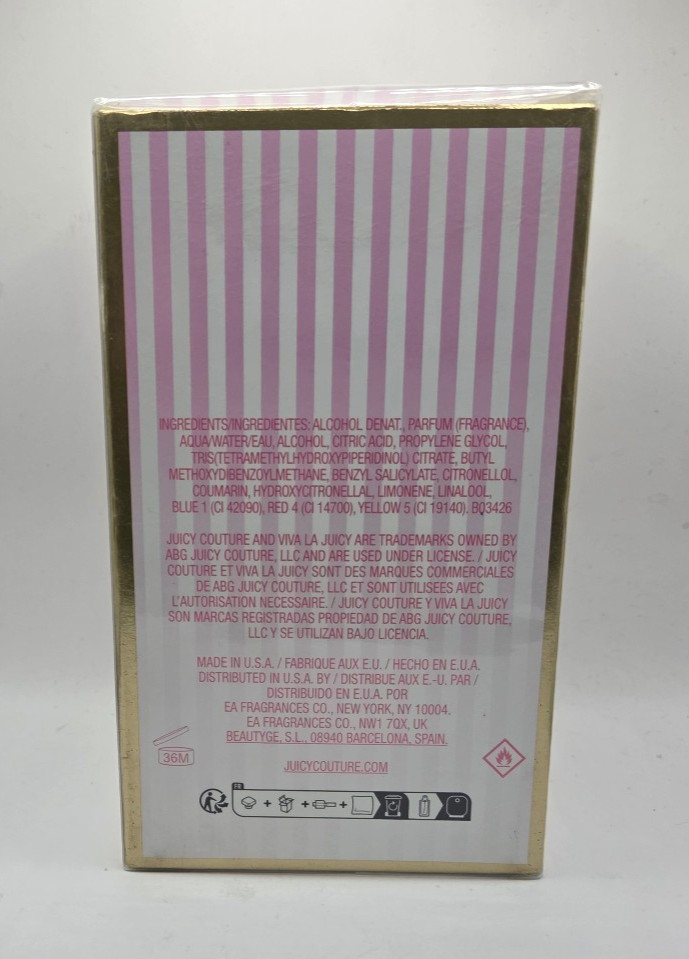 INGREDIENTS/INGREDIENTES: ALCOHOL DENAT., PARFUM (FRAGRANCE),
AQUA/WATER/EAU, ALCOHOL, CITRIC ACID, PROPYLENE GLYCOL,
TRIS(TETRAMETHYLHYDROXYPIPERIDINOL) CITRATE, BUTYL
METHOXYDIBENZOYLMETHANE, BENZYL SALICYLATE, CITRONELLOL,
COUMARIN, HYDROXYCITRONELLAL, LIMONENE, LINALOOL,
BLUE 1 (CI 42090), RED 4 (CI 14700), YELLOW 5 (CI 19140). BQ3426
JUICY COUTURE AND VIVA LA JUICY ARE TRADEMARKS OWNED BY
ABG JUICY COUTURE, LLC AND ARE USED UNDER LICENSE. / JUICY
COUTURE ET VIVA LA JUICY SONT DES MARQUES COMMERCIALES
DE ABG JUICY COUTURE, LLC ET SONT UTILISEES AVEC
L'AUTORISATION NECESSAIRE. / JUICY COUTURE Y VIVA LA JUICY
SON MARCAS REGISTRADAS PROPIEDAD DE ABG JUICY COUTURE,
LLC Y SE UTILIZAN BAJO LICENCIA.
MADE IN U.S.A. / FABRIQUE AUX E.U. / HECHO EN E.U.A.
DISTRIBUTED IN U.S.A. BY / DISTRIBUE AUX E.-U. PAR /
DISTRIBUIDO EN E.U.A. POR
EA FRAGRANCES CO., NEW YORK, NY 10004.
EA FRAGRANCES CO., NW1 7QX, UK
BEAUTYGE, S.L., 08940 BARCELONA, SPAIN.
36M
JUICYCOUTURE.COM
FR